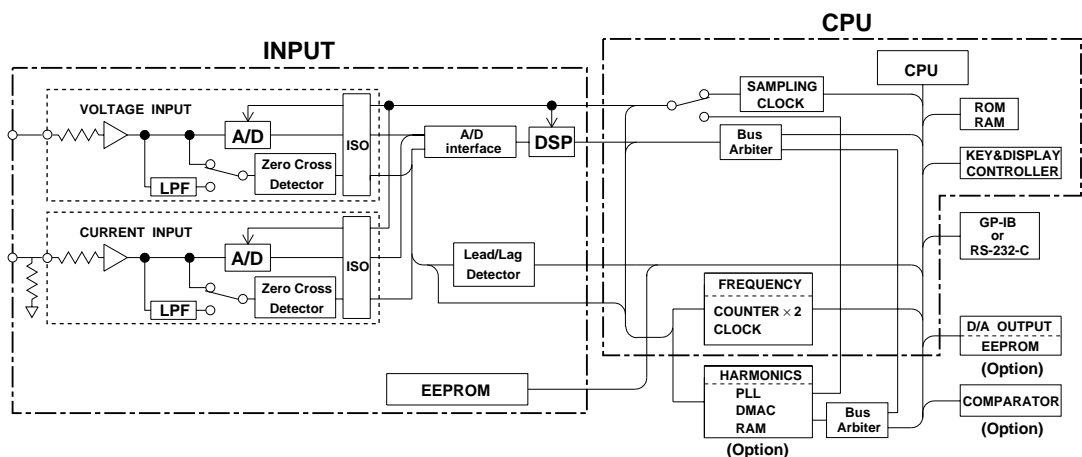 INPUT
CPU
VOLTAGE INPUT
A/D
LPF
Zero Cross
Detector
ISO
CURRENT INPUT
A/D
LPF
Zero Cross
Detector
ISO
A/D
interface
DSP
Lead/Lag
Detector
EEPROM
SAMPLING
CLOCK
Bus
Arbiter
CPU
ROM
RAM
KEY&DISPLAY
CONTROLLER
GP-IB
or
RS-232-C
FREQUENCY
COUNTER × 2
CLOCK
D/A OUTPUT
EEPROM
(Option)
HARMONICS
PLL
DMAC
RAM
(Option)
Bus
Arbiter
COMPARATOR
(Option)